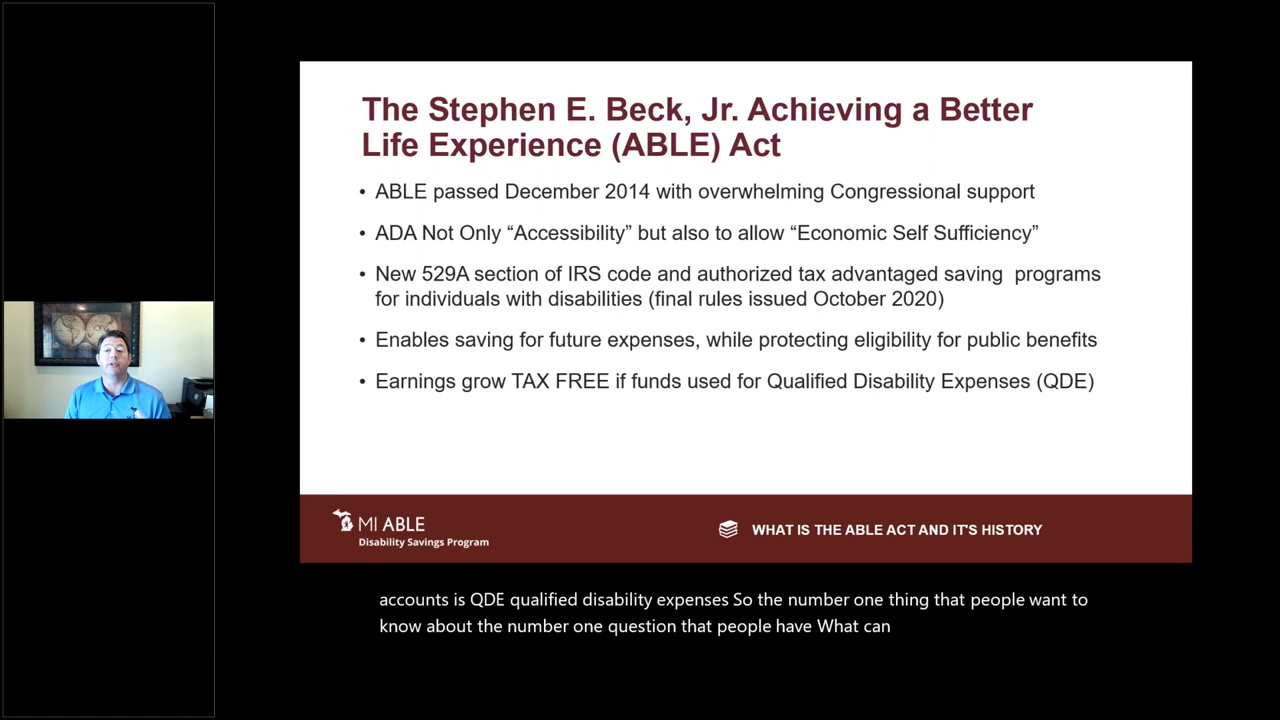 The Stephen E. Beck, Jr. Achieving a Better
Life Experience (ABLE) Act
• ABLE passed December 2014 with overwhelming Congressional support
• ADA Not Only “Accessibility” but also to allow “Economic Self Sufficiency”
• New 529A section of IRS code and authorized tax advantaged saving programs
for individuals with disabilities (final rules issued October 2020)
• Enables saving for future expenses, while protecting eligibility for public benefits
• Earnings grow TAX FREE if funds used for Qualified Disability Expenses (QDE)
MI ABLE
Disability Savings Program
WHAT IS THE ABLE ACT AND IT'S HISTORY
accounts is QDE qualified disability expenses So the number one thing that people want to
know about the number one question that people have What can